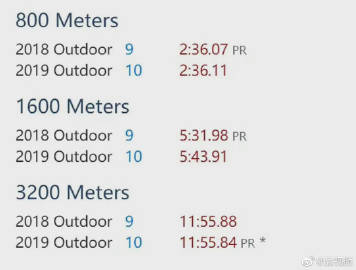 800 Meters
2018 Outdoor 9 2:36.07 PR
2019 Outdoor 10 2:36.11
1600 Meters
2018 Outdoor 9 5:31.98 PR
2019 Outdoor 10 5:43.91
3200 Meters
2018 Outdoor 9 11:55.88
2019 Outdoor 10 11:55.84 PR *